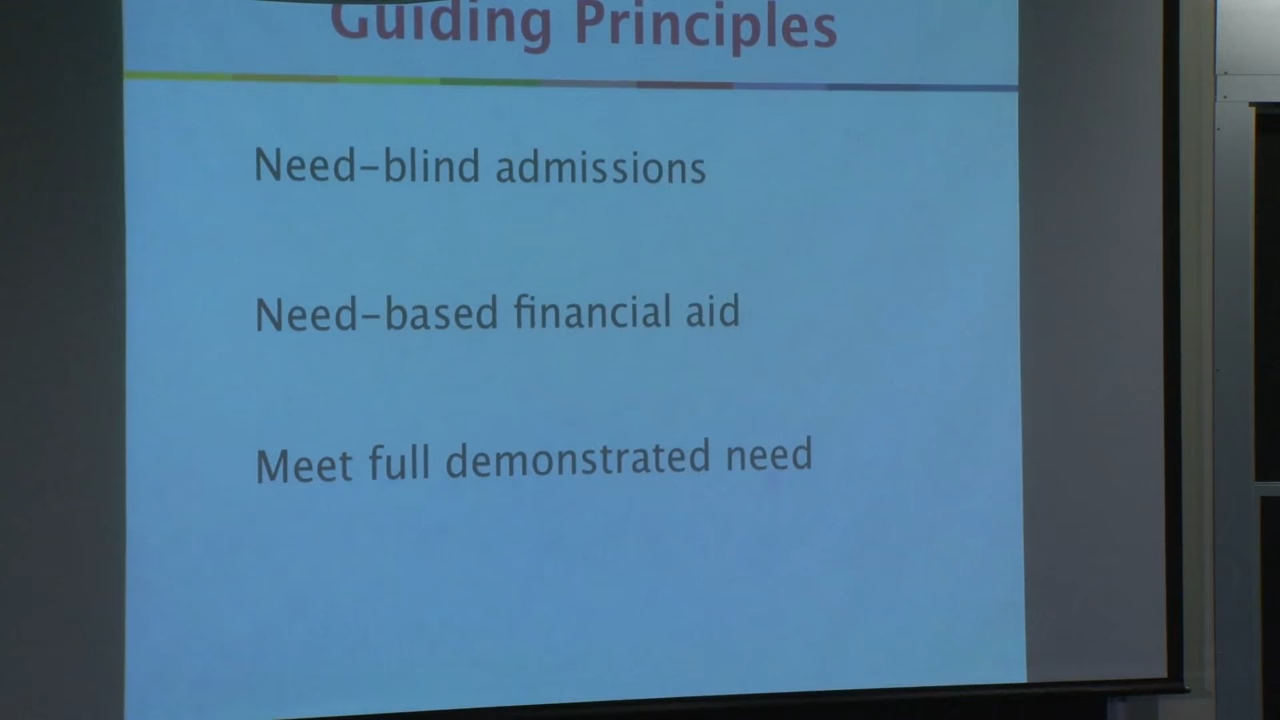 Guiding Principles
Need-blind admissions
Need-based financial aid
Meet full demonstrated need